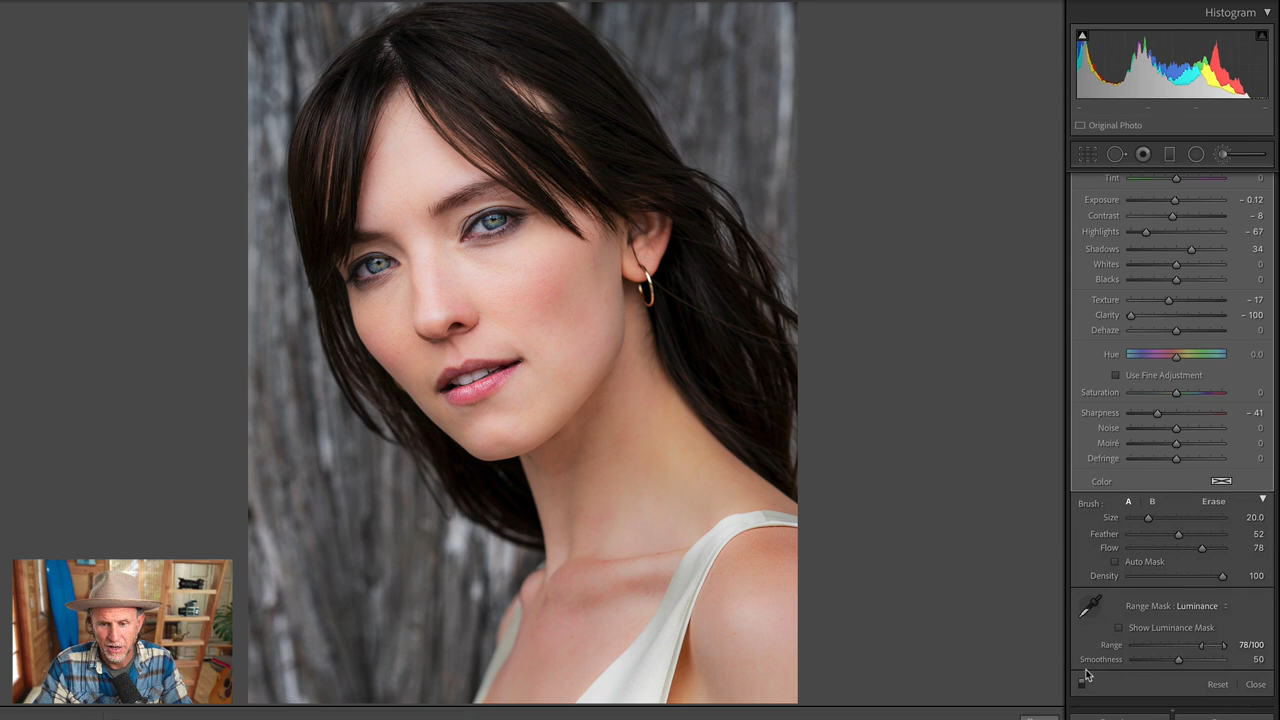 Histogram
Original Photo
Tint 0
Exposure – 0.12
Contrast – 8
Highlights – 67
Shadows 34
Whites 0
Blacks 0
Texture – 17
Clarity – 100
Dehaze 0
Hue 0.0
Use Fine Adjustment
Saturation 0
Sharpness – 41
Noise 0
Moiré 0
Defringe 0
Color
Brush : A B Erase
Size 20.0
Feather 52
Flow 78
Auto Mask
Density 100
Range Mask : Luminance
Show Luminance Mask
Range 78/100
Smoothness 50
Reset Close